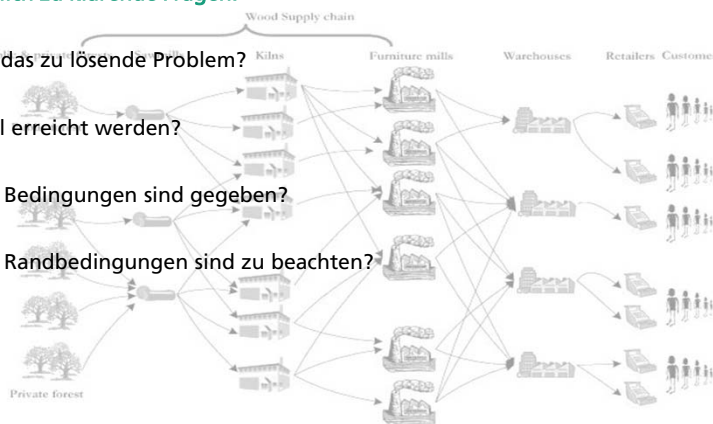 Wood Supply chain
Kilns
Furniture mills
Warehouses
Retailers
das zu lösende Problem?
erreicht werden?
Bedingungen sind gegeben?
Randbedingungen sind zu beachten?
Private forest